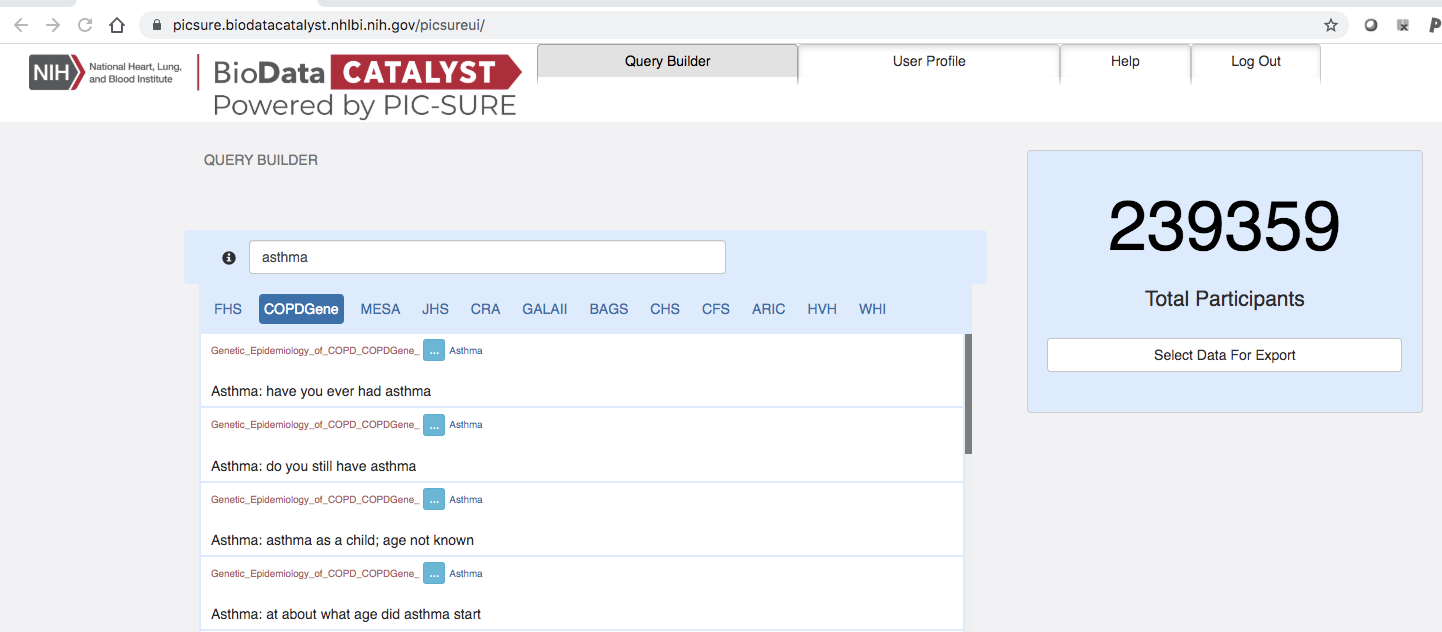 picsure.biodatacatalyst.nhlbi.nih.gov/picsureui/
NIH
National Heart, Lung,
and Blood Institute
BioData CATALYST
Powered by PIC-SURE
Query Builder
User Profile
Help
Log Out
QUERY BUILDER
asthma
FHS COPDGene MESA JHS CRA GALAII BAGS CHS CFS ARIC HVH WHI
Genetic_Epidemiology_of_COPD_COPDGene_ ... Asthma
Asthma: have you ever had asthma
Genetic_Epidemiology_of_COPD_COPDGene_ ... Asthma
Asthma: do you still have asthma
Genetic_Epidemiology_of_COPD_COPDGene_ ... Asthma
Asthma: asthma as a child; age not known
Genetic_Epidemiology_of_COPD_COPDGene_ ... Asthma
Asthma: at about what age did asthma start
239359
Total Participants
Select Data For Export